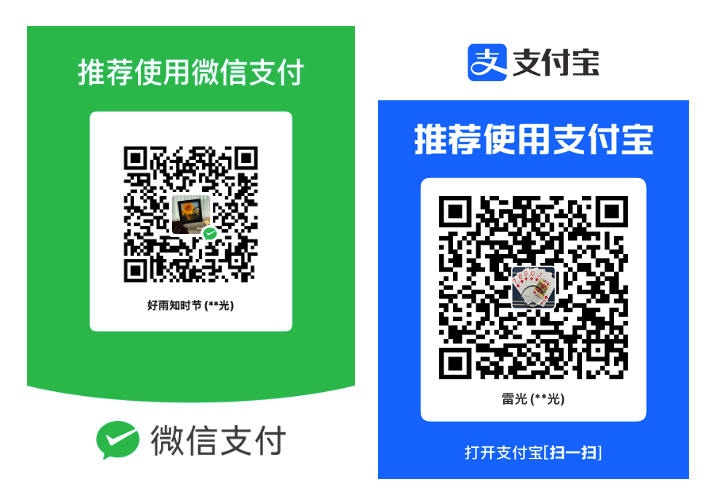 推荐使用微信支付
好雨知时节 (**光)
微信支付
支付宝
推荐使用支付宝
雷光 (**光)
打开支付宝[扫一扫]